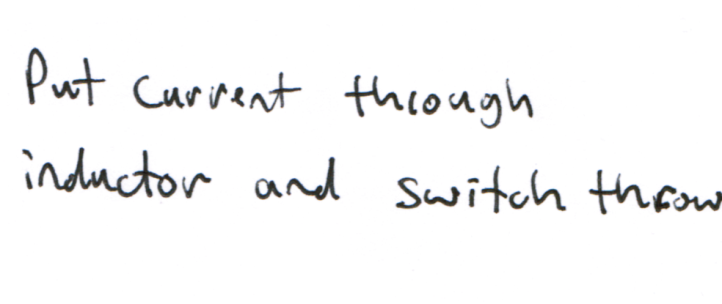 Put current through
inductor and switch throw